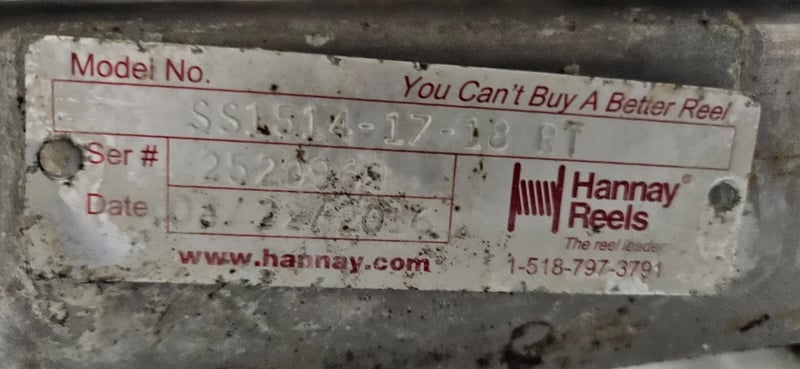 Model No.
You Can't Buy A Better Reel
SS1514-17-18 RT
Ser #
Date
Hannay®
Reels
The reel leader
www.hannay.com
1-518-797-3791